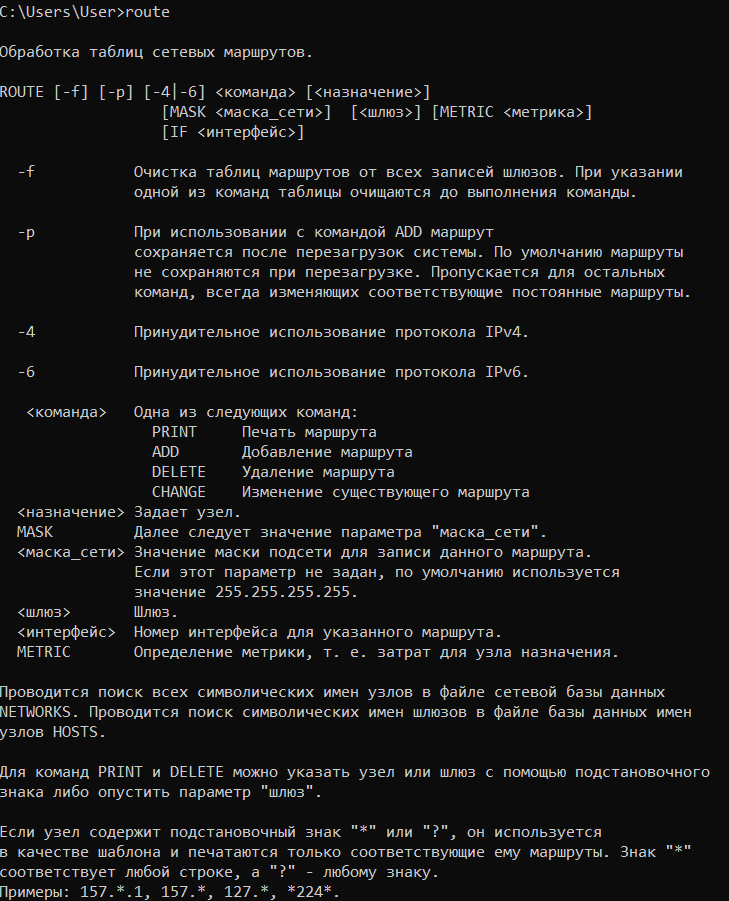 C:\Users\User>route
Обработка таблиц сетевых маршрутов.
ROUTE [-f] [-p] [-4|-6] <команда> [<назначение>]
                  [MASK <маска_сети>]  [<шлюз>] [METRIC <метрика>]
                  [IF <интерфейс>]
  -f           Очистка таблиц маршрутов от всех записей шлюзов. При указании
               одной из команд таблицы очищаются до выполнения команды.
  -p           При использовании с командой ADD маршрут
               сохраняется после перезагрузок системы. По умолчанию маршруты
               не сохраняются при перезагрузке. Пропускается для остальных
               команд, всегда изменяющих соответствующие постоянные маршруты.
  -4           Принудительное использование протокола IPv4.
  -6           Принудительное использование протокола IPv6.
   <команда>   Одна из следующих команд:
                 PRINT     Печать маршрута
                 ADD       Добавление маршрута
                 DELETE    Удаление маршрута
                 CHANGE    Изменение существующего маршрута
  <назначение> Задает узел.
  MASK         Далее следует значение параметра "маска_сети".
  <маска_сети> Значение маски подсети для записи данного маршрута.
               Если этот параметр не задан, по умолчанию используется
               значение 255.255.255.255.
  <шлюз>       Шлюз.
  <интерфейс>  Номер интерфейса для указанного маршрута.
  METRIC       Определение метрики, т. е. затрат для узла назначения.
Проводится поиск всех символических имен узлов в файле сетевой базы данных
NETWORKS. Проводится поиск символических имен шлюзов в файле базы данных имен
узлов HOSTS.
Для команд PRINT и DELETE можно указать узел или шлюз с помощью подстановочного
знака либо опустить параметр "шлюз".
Если узел содержит подстановочный знак "*" или "?", он используется
в качестве шаблона и печатаются только соответствующие ему маршруты. Знак "*"
соответствует любой строке, а "?" - любому знаку.
Примеры: 157.*.1, 157.*, 127.*, *224*.